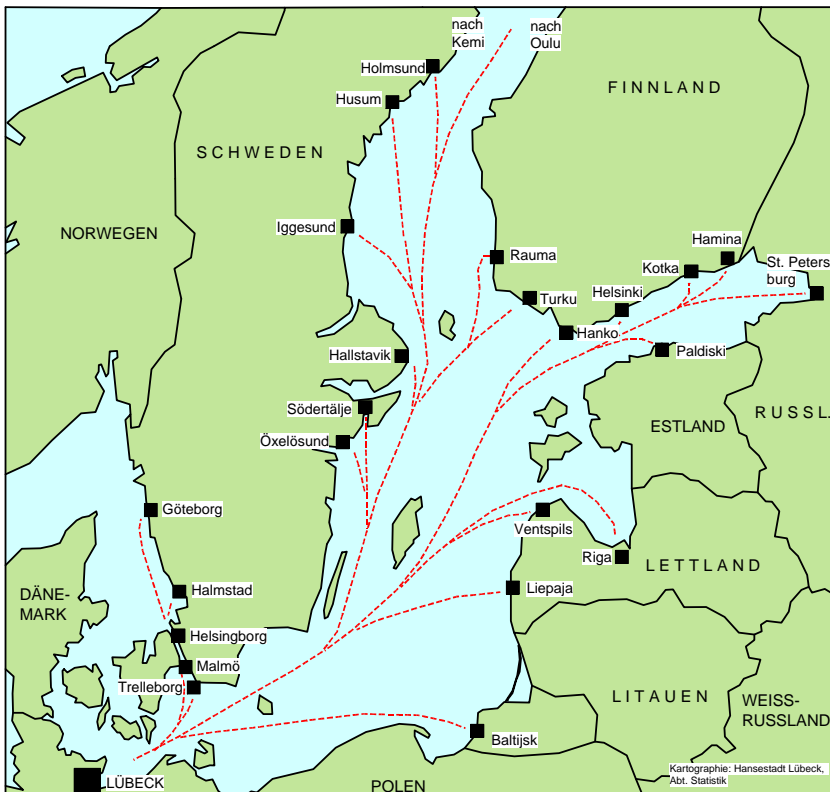 nach
Kemi
nach
Oulu
Holmsund
Husum
FINNLAND
SCHWEDEN
Iggesund
NORWEGEN
Rauma
Hamina
Kotka
St. Peters
burg
Turku
Helsinki
Hanko
Hallstavik
Paldiski
Södertälje
RUSSL.
Öxelösund
ESTLAND
Göteborg
Ventspils
Riga
LETTLAND
Halmstad
DÄNE-
MARK
Liepaja
Helsingborg
Malmö
Trelleborg
LITAUEN
WEISS-
RUSSLAND
Baltijsk
LÜBECK
POLEN
Kartographie: Hansestadt Lübeck,
Abt. Statistik